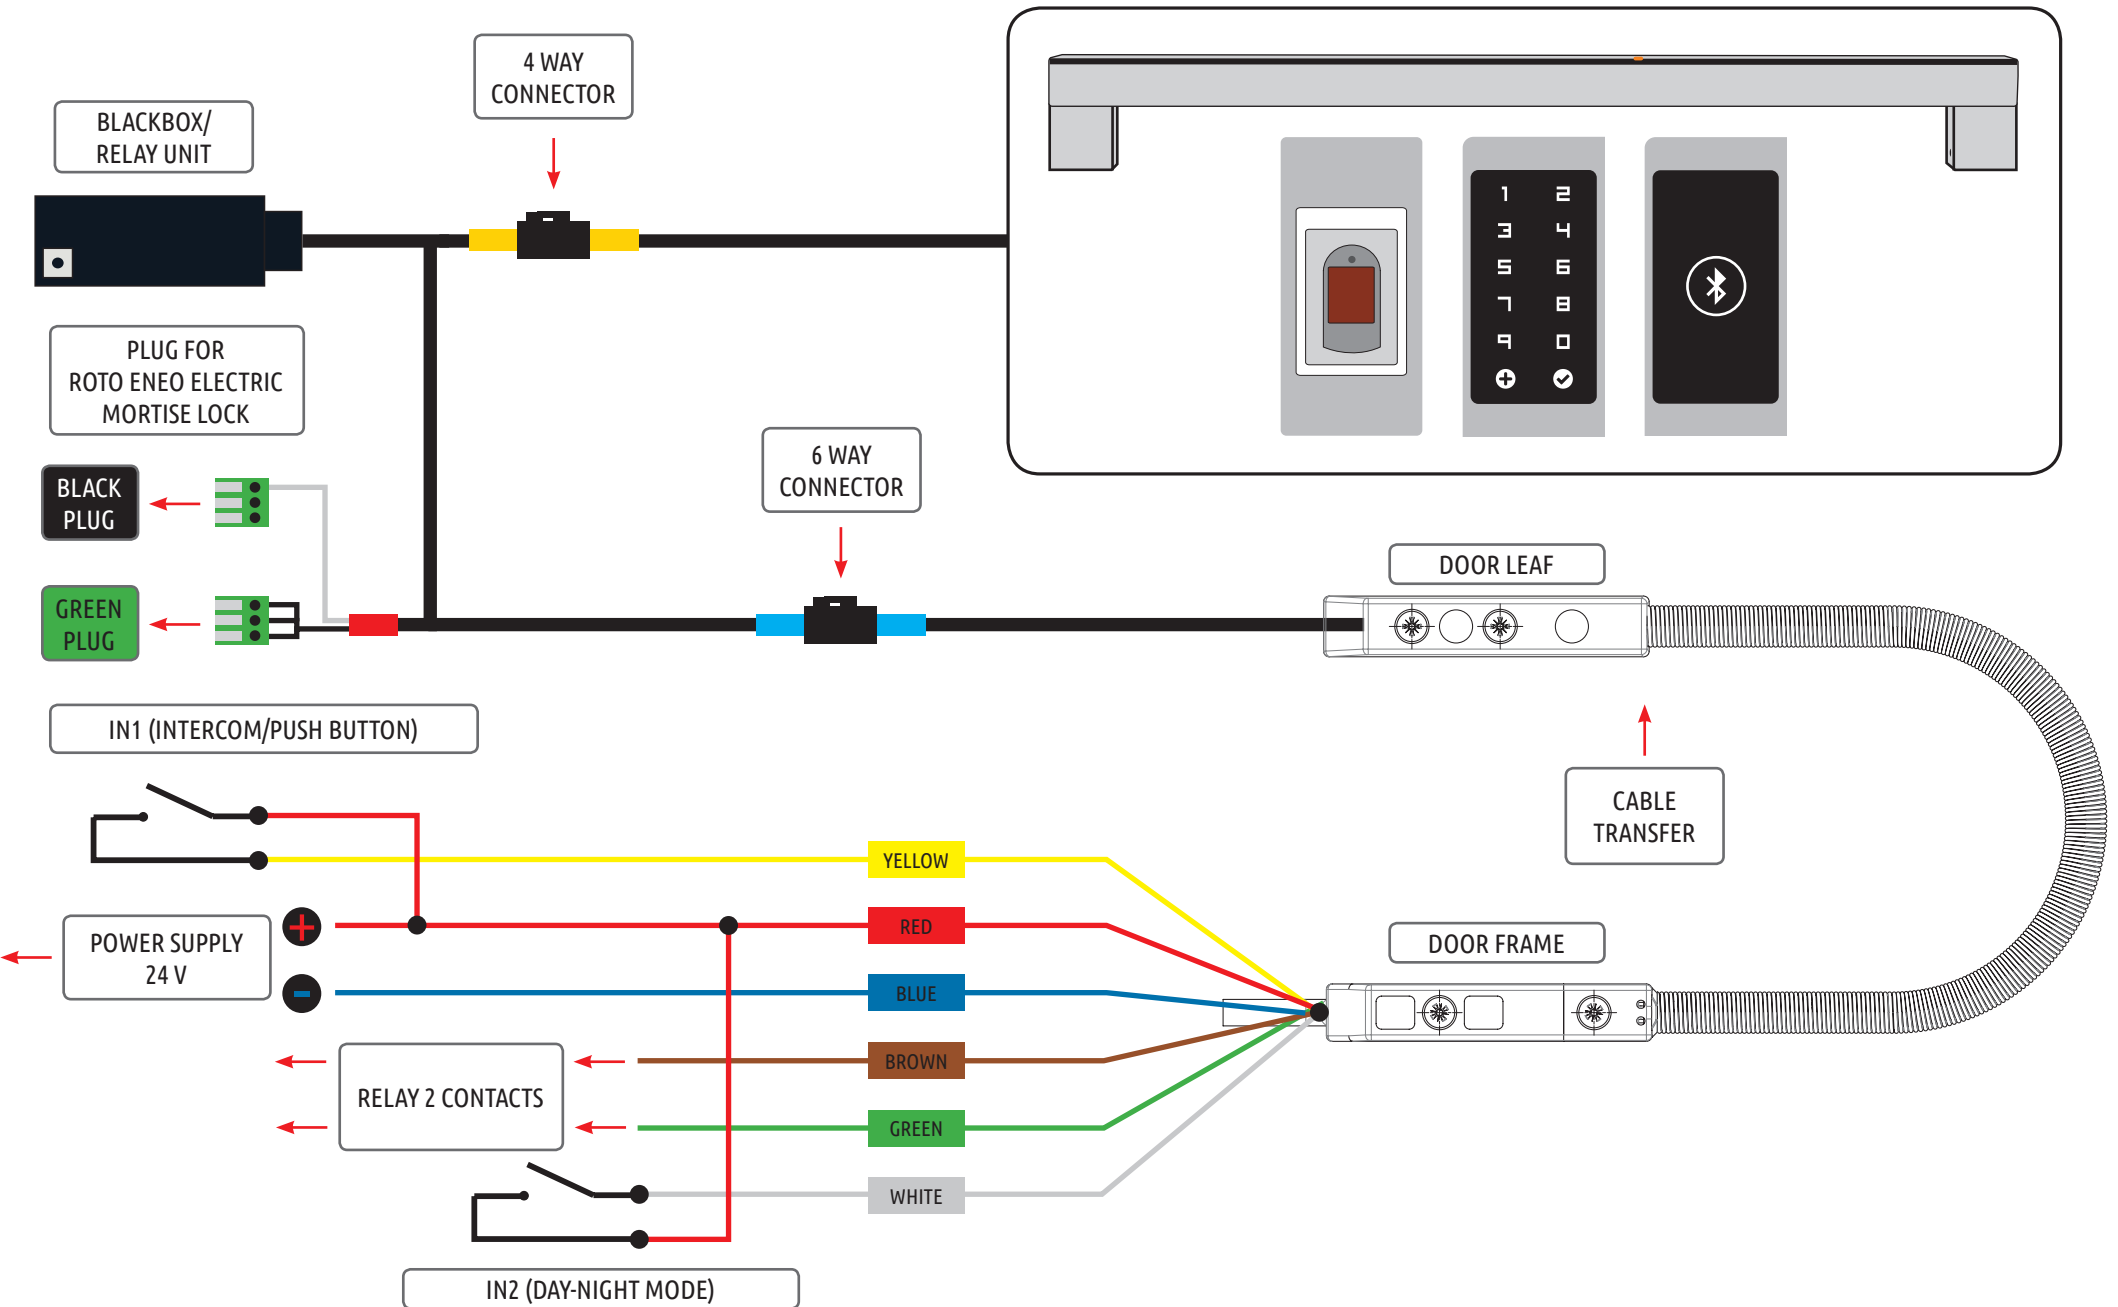 4 WAY
CONNECTOR
BLACKBOX/
RELAY UNIT
1 2
3 4
5 6
7 8
9 0
PLUG FOR
ROTO ENEO ELECTRIC
MORTISE LOCK
6 WAY
CONNECTOR
BLACK
PLUG
DOOR LEAF
GREEN
PLUG
IN1 (INTERCOM/PUSH BUTTON)
CABLE
TRANSFER
YELLOW
RED
POWER SUPPLY
24 V
+
-
DOOR FRAME
BLUE
BROWN
RELAY 2 CONTACTS
GREEN
WHITE
IN2 (DAY-NIGHT MODE)